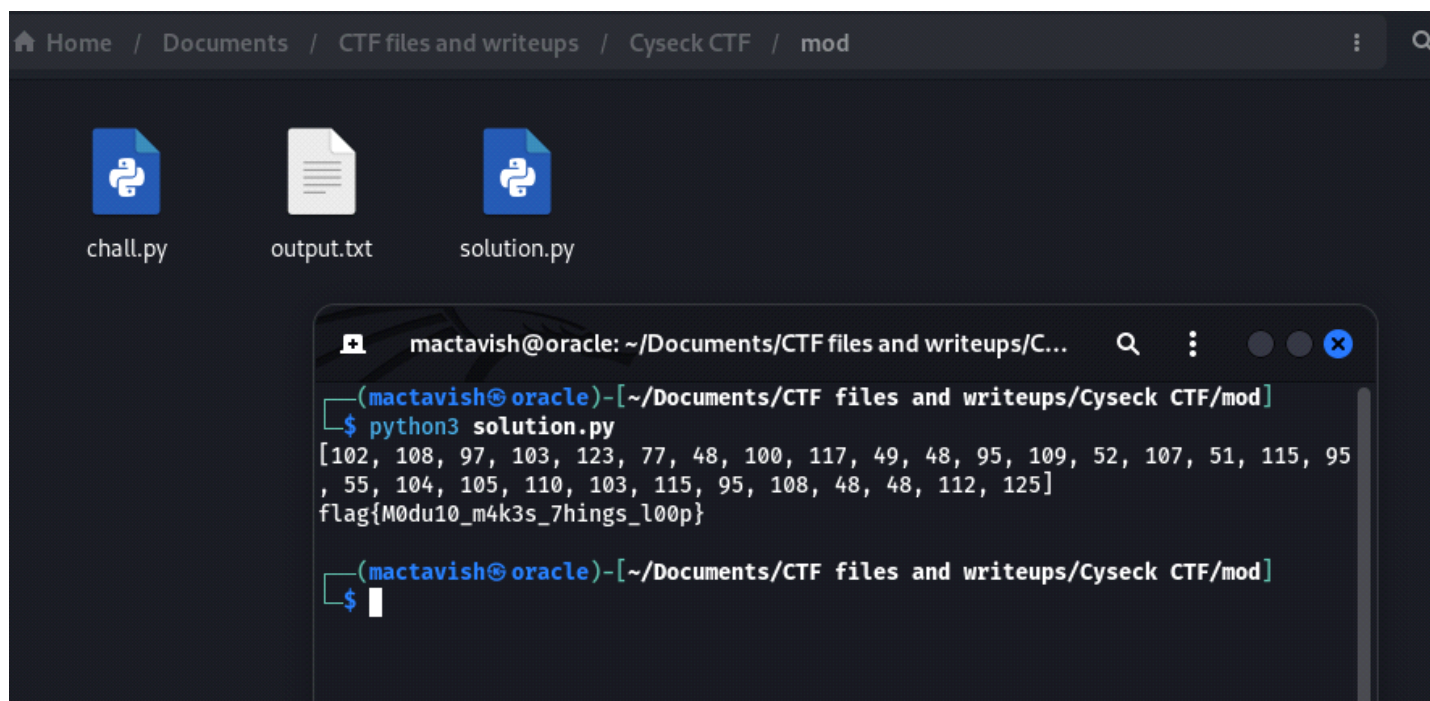 Home / Documents / CTF files and writeups / Cyseck CTF / mod
chall.py output.txt solution.py
mactavish@oracle: ~/Documents/CTF files and writeups/C...
(mactavish㉿oracle)-[~/Documents/CTF files and writeups/Cyseck CTF/mod]
$ python3 solution.py
[102, 108, 97, 103, 123, 77, 48, 100, 117, 49, 48, 95, 109, 52, 107, 51, 115, 95
, 55, 104, 105, 110, 103, 115, 95, 108, 48, 48, 112, 125]
flag{M0du10_m4k3s_7hings_l00p}
(mactavish㉿oracle)-[~/Documents/CTF files and writeups/Cyseck CTF/mod]
$